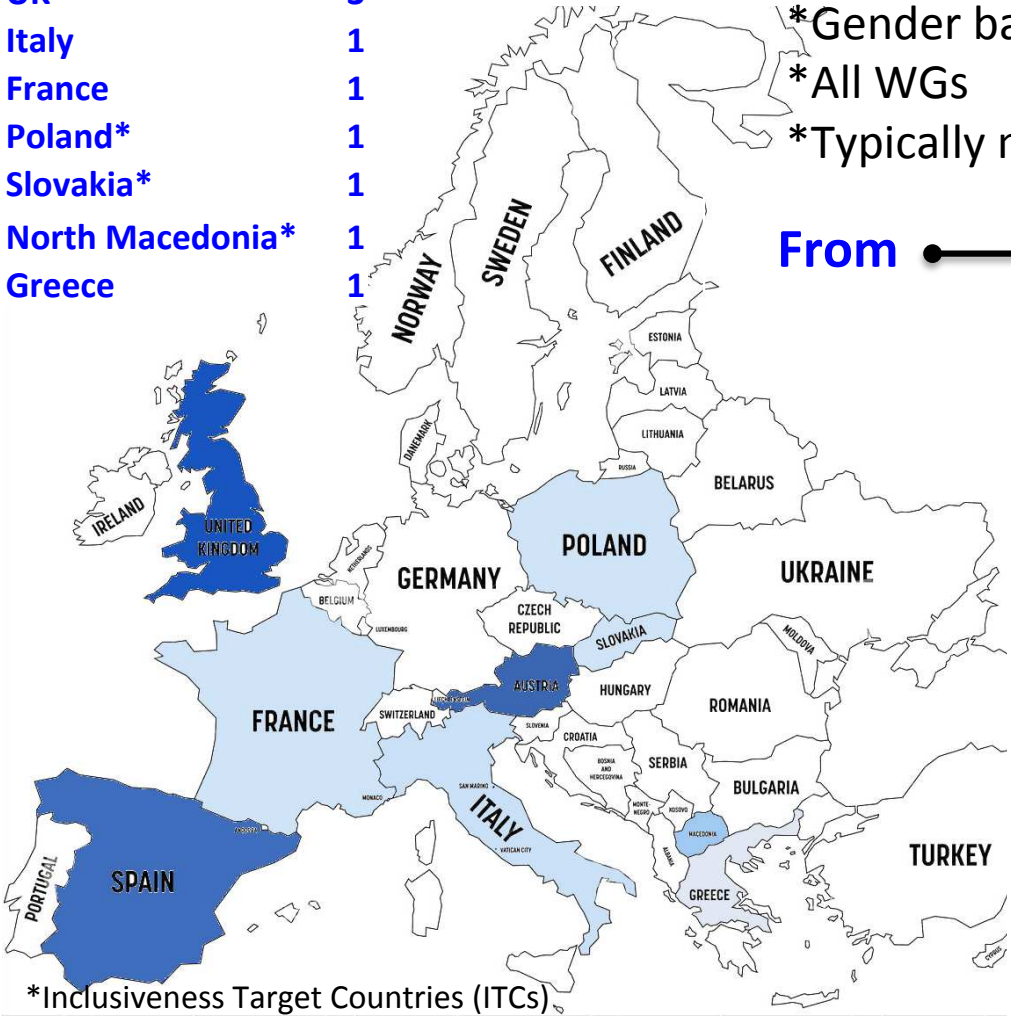 Italy 1
France 1
Poland* 1
Slovakia* 1
North Macedonia* 1
Greece 1
*Gender
*All WGs
*Typically
From
NORWAY
SWEDEN
FINLAND
ESTONIA
LATVIA
LITHUANIA
RUSSIA
DANEMARK
BELARUS
IRELAND
UNITED
KINGDOM
NETHERLANDS
BELGIUM
LUXEMBOURG
GERMANY
POLAND
UKRAINE
CZECH
REPUBLIC
SLOVAKIA
MOLDOVA
FRANCE
SWITZERLAND
AUSTRIA
HUNGARY
ROMANIA
SLOVENIA
CROATIA
BOSNIA
AND
HERCEGOVINA
SERBIA
BULGARIA
MONACO
SAN MARINO
ITALY
VATICAN CITY
MONTE-
NEGRO
KOSOVO
MACEDONIA
ALBANIA
GREECE
TURKEY
CYPRUS
PORTUGAL
SPAIN
*Inclusiveness Target Countries (ITCs)